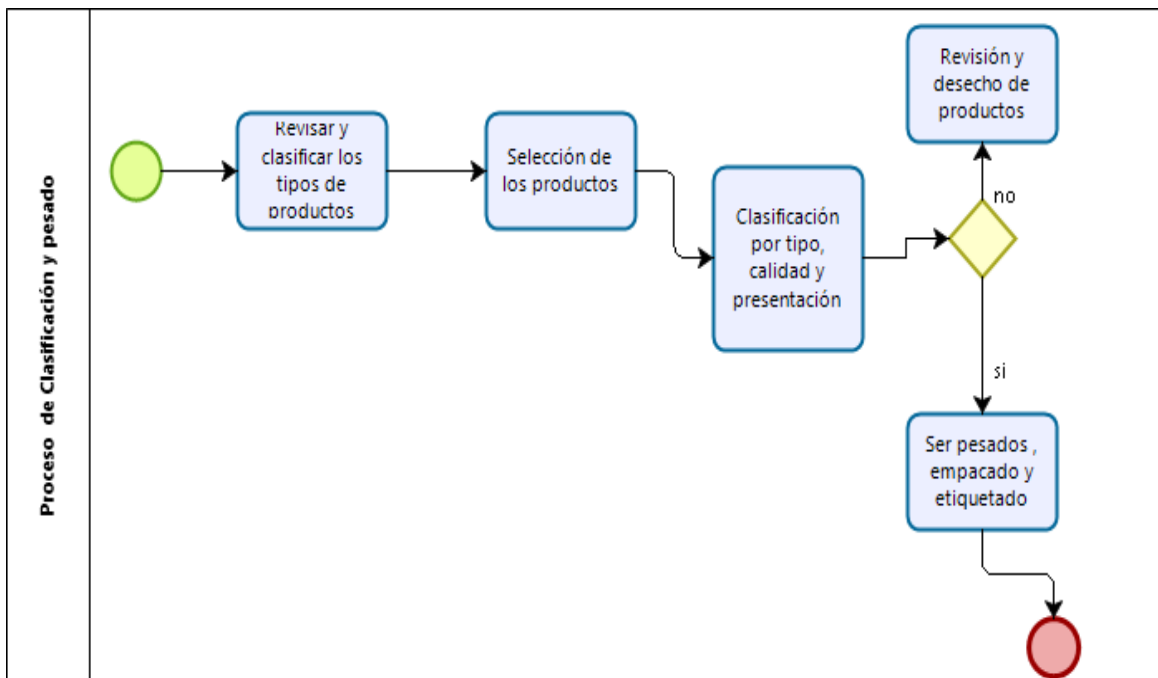 Proceso de Clasificación y pesado
Revisar y
clasificar los
tipos de
productos
Selección de
los productos
Clasificación
por tipo,
calidad y
presentación
Revisión y
desecho de
productos
no
si
Ser pesados ,
empacado y
etiquetado